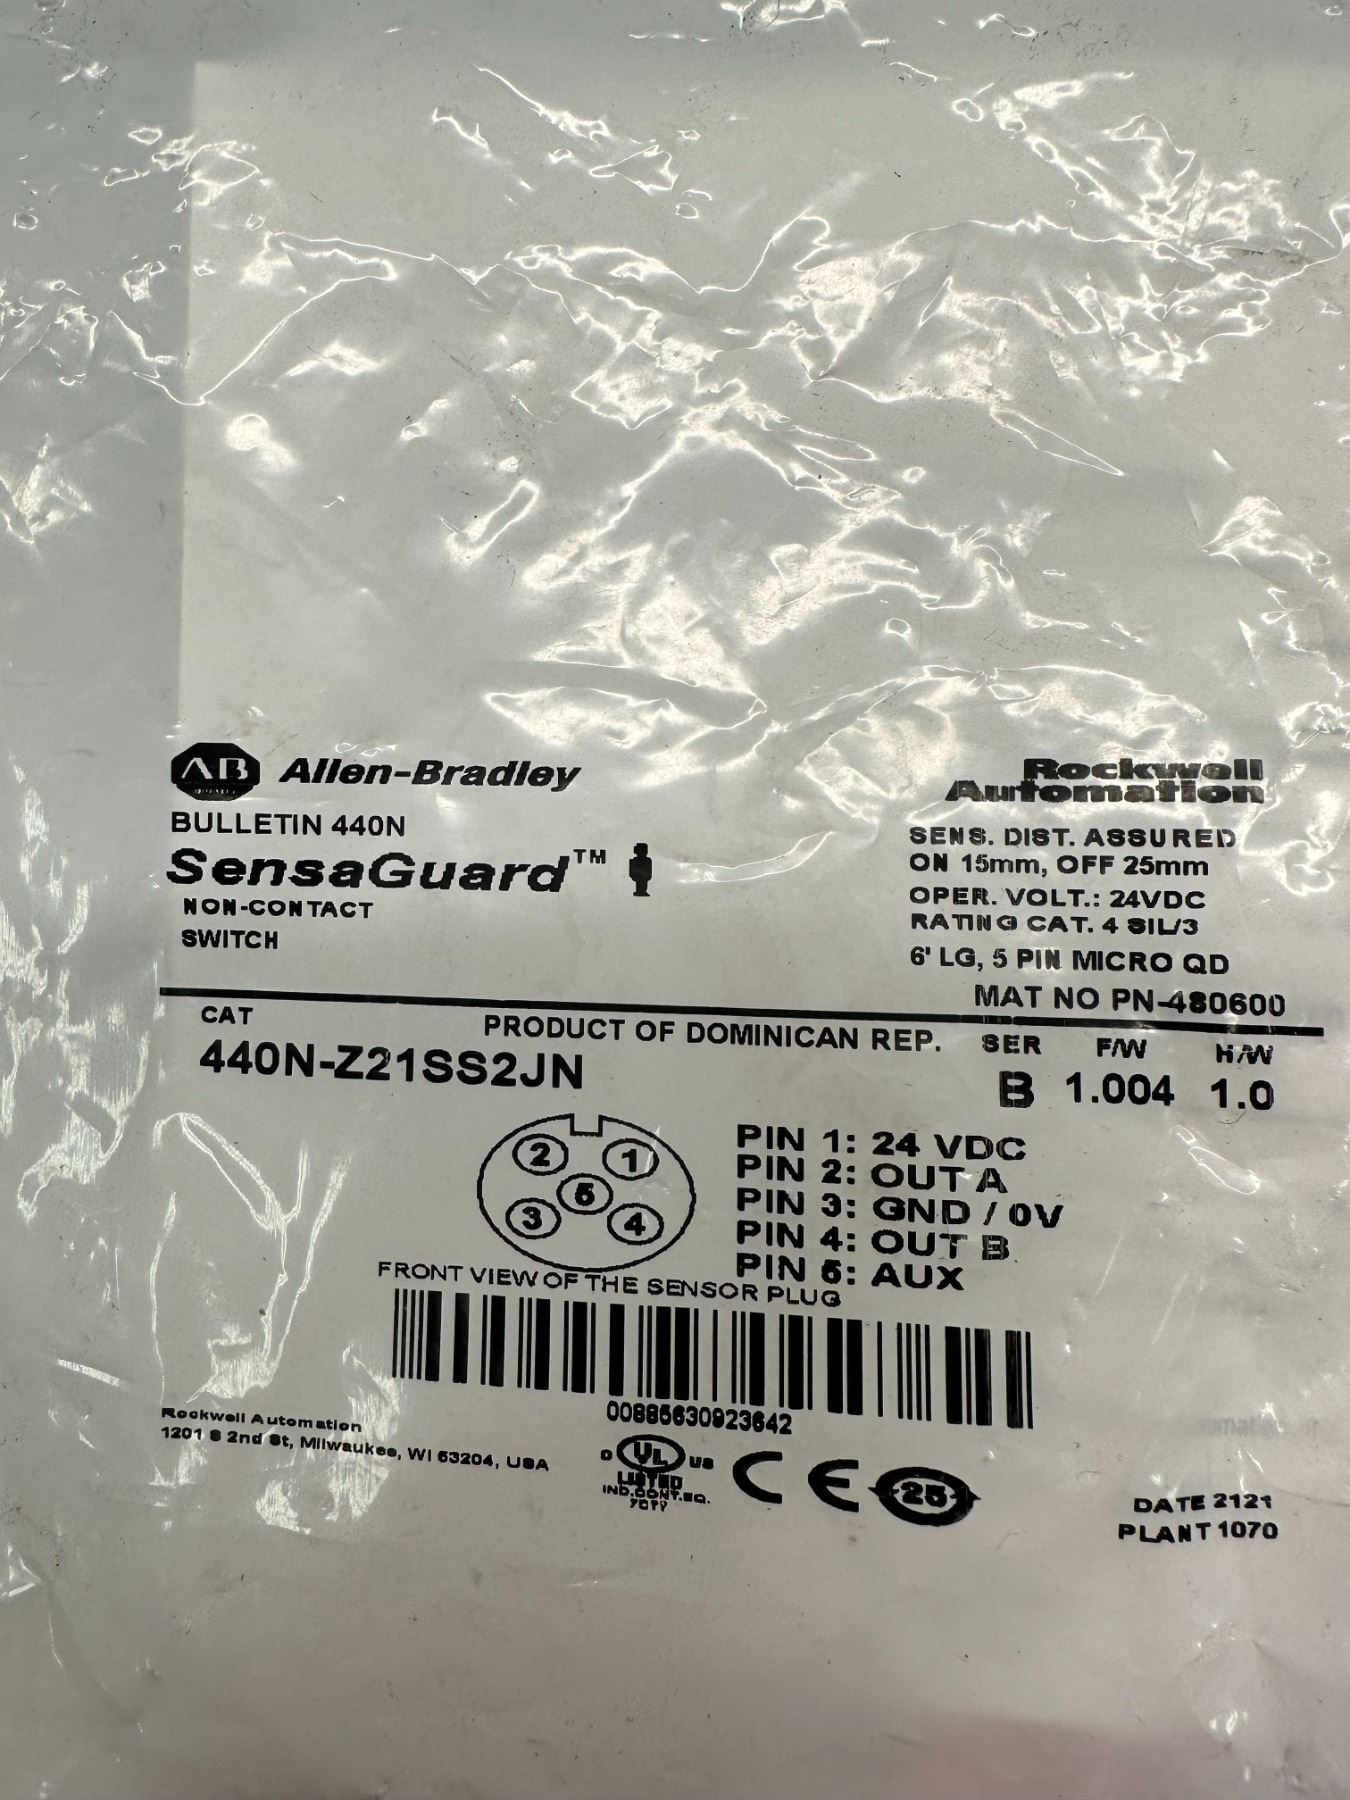 AB Allen-Bradley
BULLETIN 440N
SensaGuard™
NON-CONTACT
SWITCH
Rockwell
Automation
SENS. DIST. ASSURED
ON 15mm, OFF 25mm
OPER. VOLT.: 24VDC
RATING CAT. 4 SIL/3
6' LG, 5 PIN MICRO QD
MAT NO PN-480600
CAT
440N-Z21SS2JN
PRODUCT OF DOMINICAN REP.
SER F/W H/W
B 1.004 1.0
2 1
5
3 4
FRONT VIEW OF THE SENSOR PLUG
PIN 1: 24 VDC
PIN 2: OUT A
PIN 3: GND / 0V
PIN 4: OUT B
PIN 5: AUX
00885630923642
Rockwell Automation
1201 S 2nd St, Milwaukee, WI 53204, USA
C UL US
LISTED
IND.CONT.EQ.
CE
25
DATE 2121
PLANT 1070